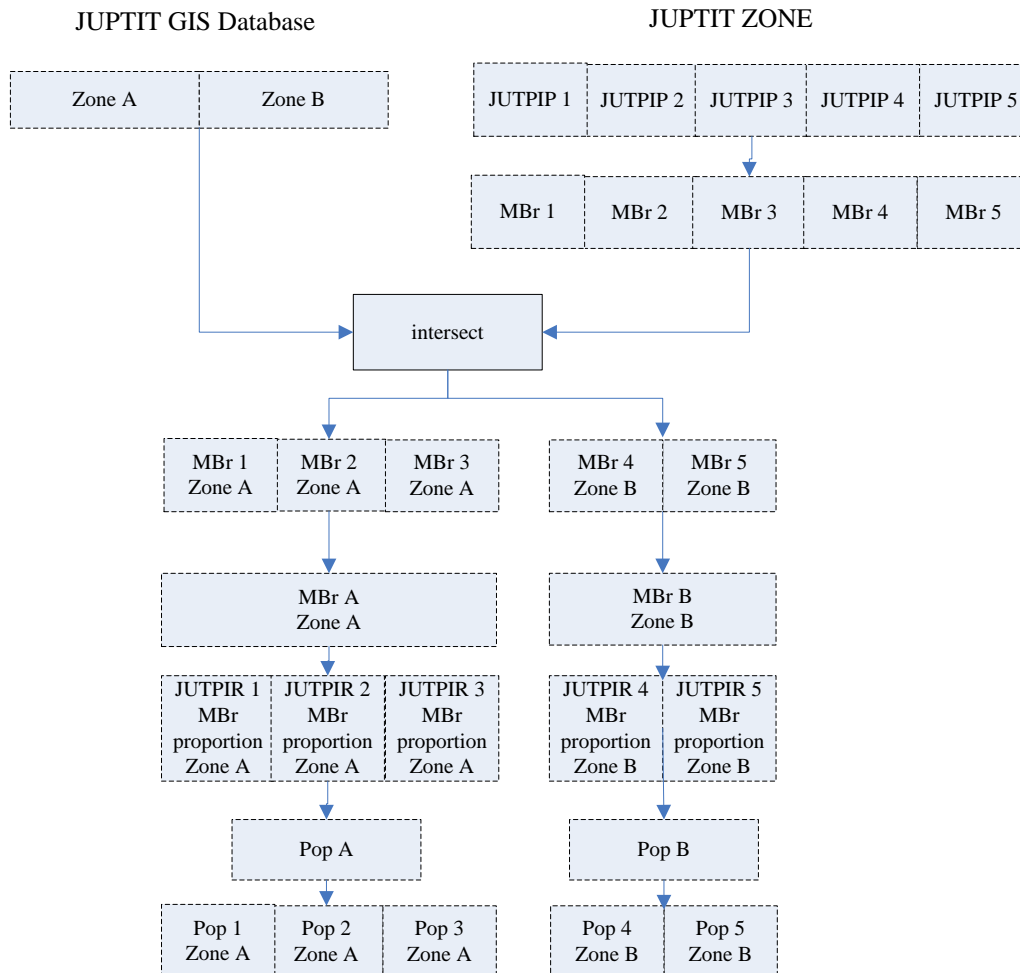 JUPTIT GIS Database
JUPTIT ZONE
Zone A
Zone B
JUTPIP 1
JUTPIP 2
JUTPIP 3
JUTPIP 4
JUTPIP 5
MBr 1
MBr 2
MBr 3
MBr 4
MBr 5
intersect
MBr 1
Zone A
MBr 2
Zone A
MBr 3
Zone A
MBr 4
Zone B
MBr 5
Zone B
MBr A
Zone A
MBr B
Zone B
JUTPIR 1
MBr
proportion
Zone A
JUTPIR 2
MBr
proportion
Zone A
JUTPIR 3
MBr
proportion
Zone A
JUTPIR 4
MBr
proportion
Zone B
JUTPIR 5
MBr
proportion
Zone B
Pop A
Pop B
Pop 1
Zone A
Pop 2
Zone A
Pop 3
Zone A
Pop 4
Zone B
Pop 5
Zone B